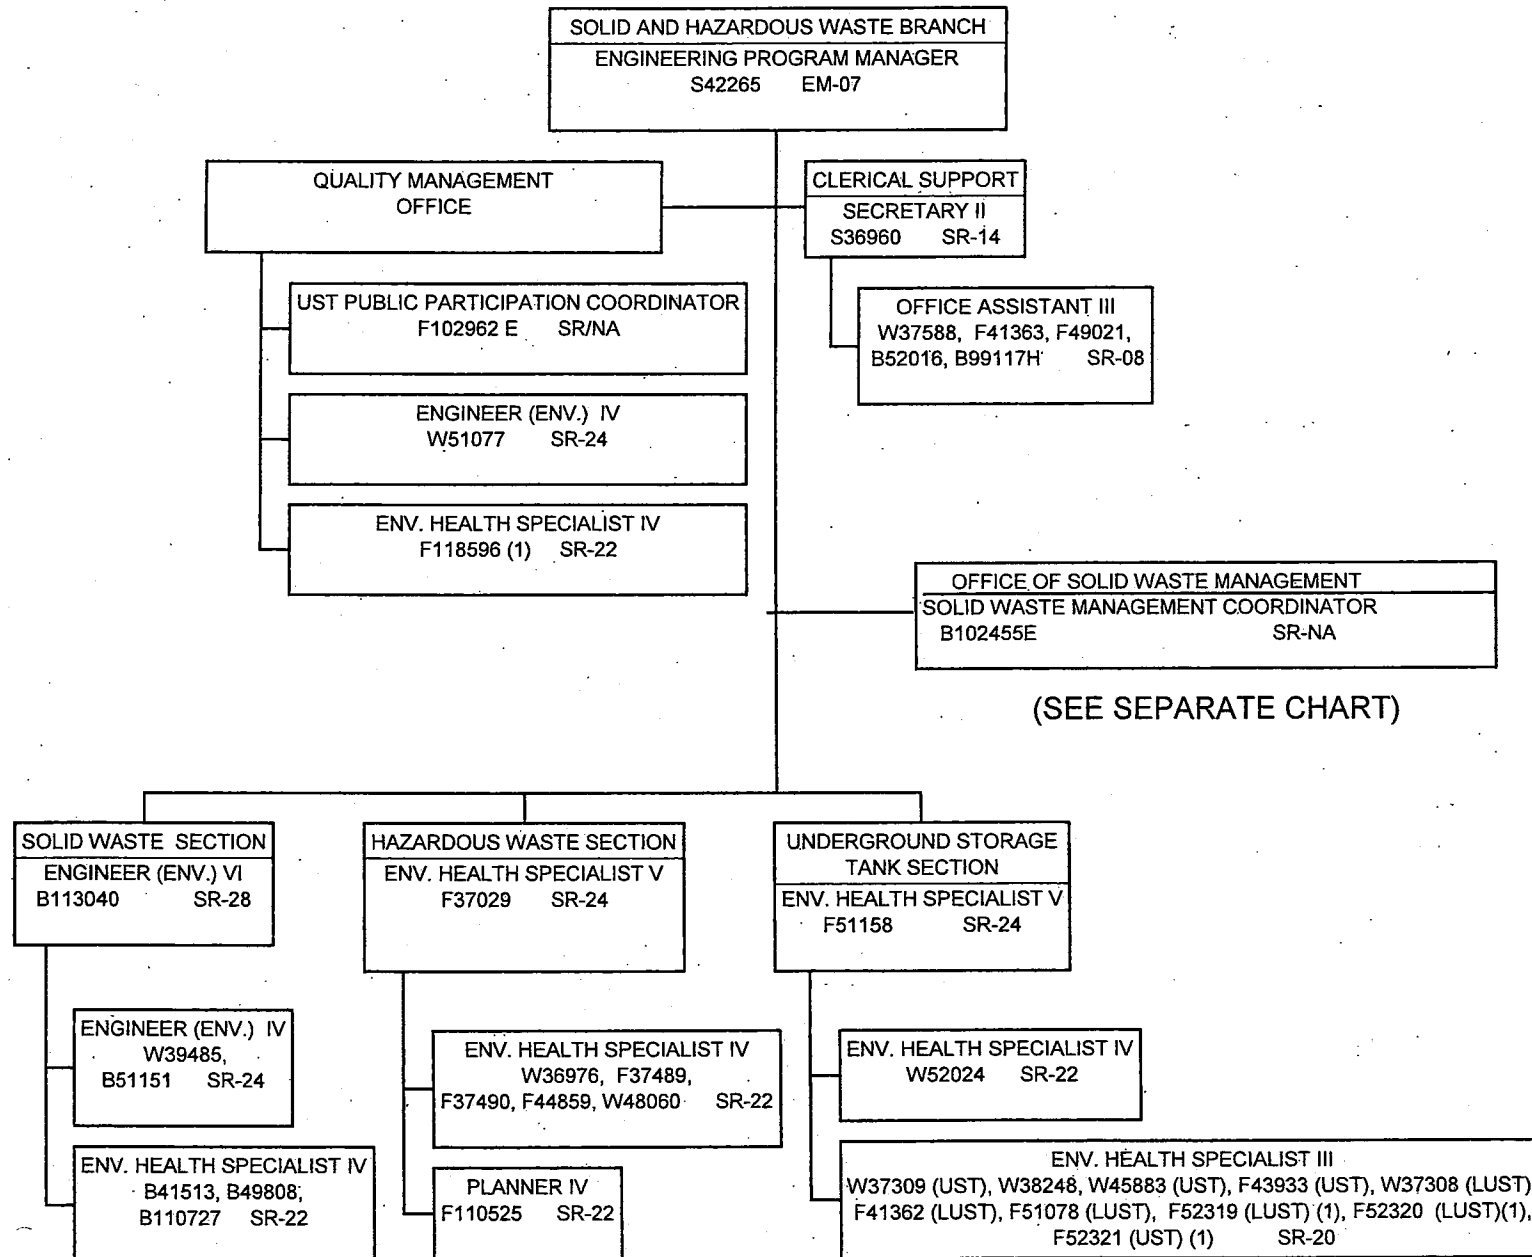 SOLID AND HAZARDOUS WASTE BRANCH
ENGINEERING PROGRAM MANAGER
S42265 EM-07
QUALITY MANAGEMENT
OFFICE
CLERICAL SUPPORT
SECRETARY II
S36960 SR-14
OFFICE ASSISTANT III
W37588, F41363, F49021,
B52016, B99117H SR-08
UST PUBLIC PARTICIPATION COORDINATOR
F102962 E SR/NA
ENGINEER (ENV.) IV
W51077 SR-24
ENV. HEALTH SPECIALIST IV
F118596 (1) SR-22
OFFICE OF SOLID WASTE MANAGEMENT
SOLID WASTE MANAGEMENT COORDINATOR
B102455E SR-NA
(SEE SEPARATE CHART)
SOLID WASTE SECTION
ENGINEER (ENV.) VI
B113040 SR-28
ENGINEER (ENV.) IV
W39485,
B51151 SR-24
ENV. HEALTH SPECIALIST IV
B41513, B49808,
B110727 SR-22
HAZARDOUS WASTE SECTION
ENV. HEALTH SPECIALIST V
F37029 SR-24
ENV. HEALTH SPECIALIST IV
W36976, F37489,
F37490, F44859, W48060 SR-22
PLANNER IV
F110525 SR-22
UNDERGROUND STORAGE
TANK SECTION
ENV. HEALTH SPECIALIST V
F51158 SR-24
ENV. HEALTH SPECIALIST IV
W52024 SR-22
ENV. HEALTH SPECIALIST III
W37309 (UST), W38248, W45883 (UST), F43933 (UST), W37308 (LUST)
F41362 (LUST), F51078 (LUST), F52319 (LUST) (1), F52320 (LUST)(1),
F52321 (UST) (1) SR-20